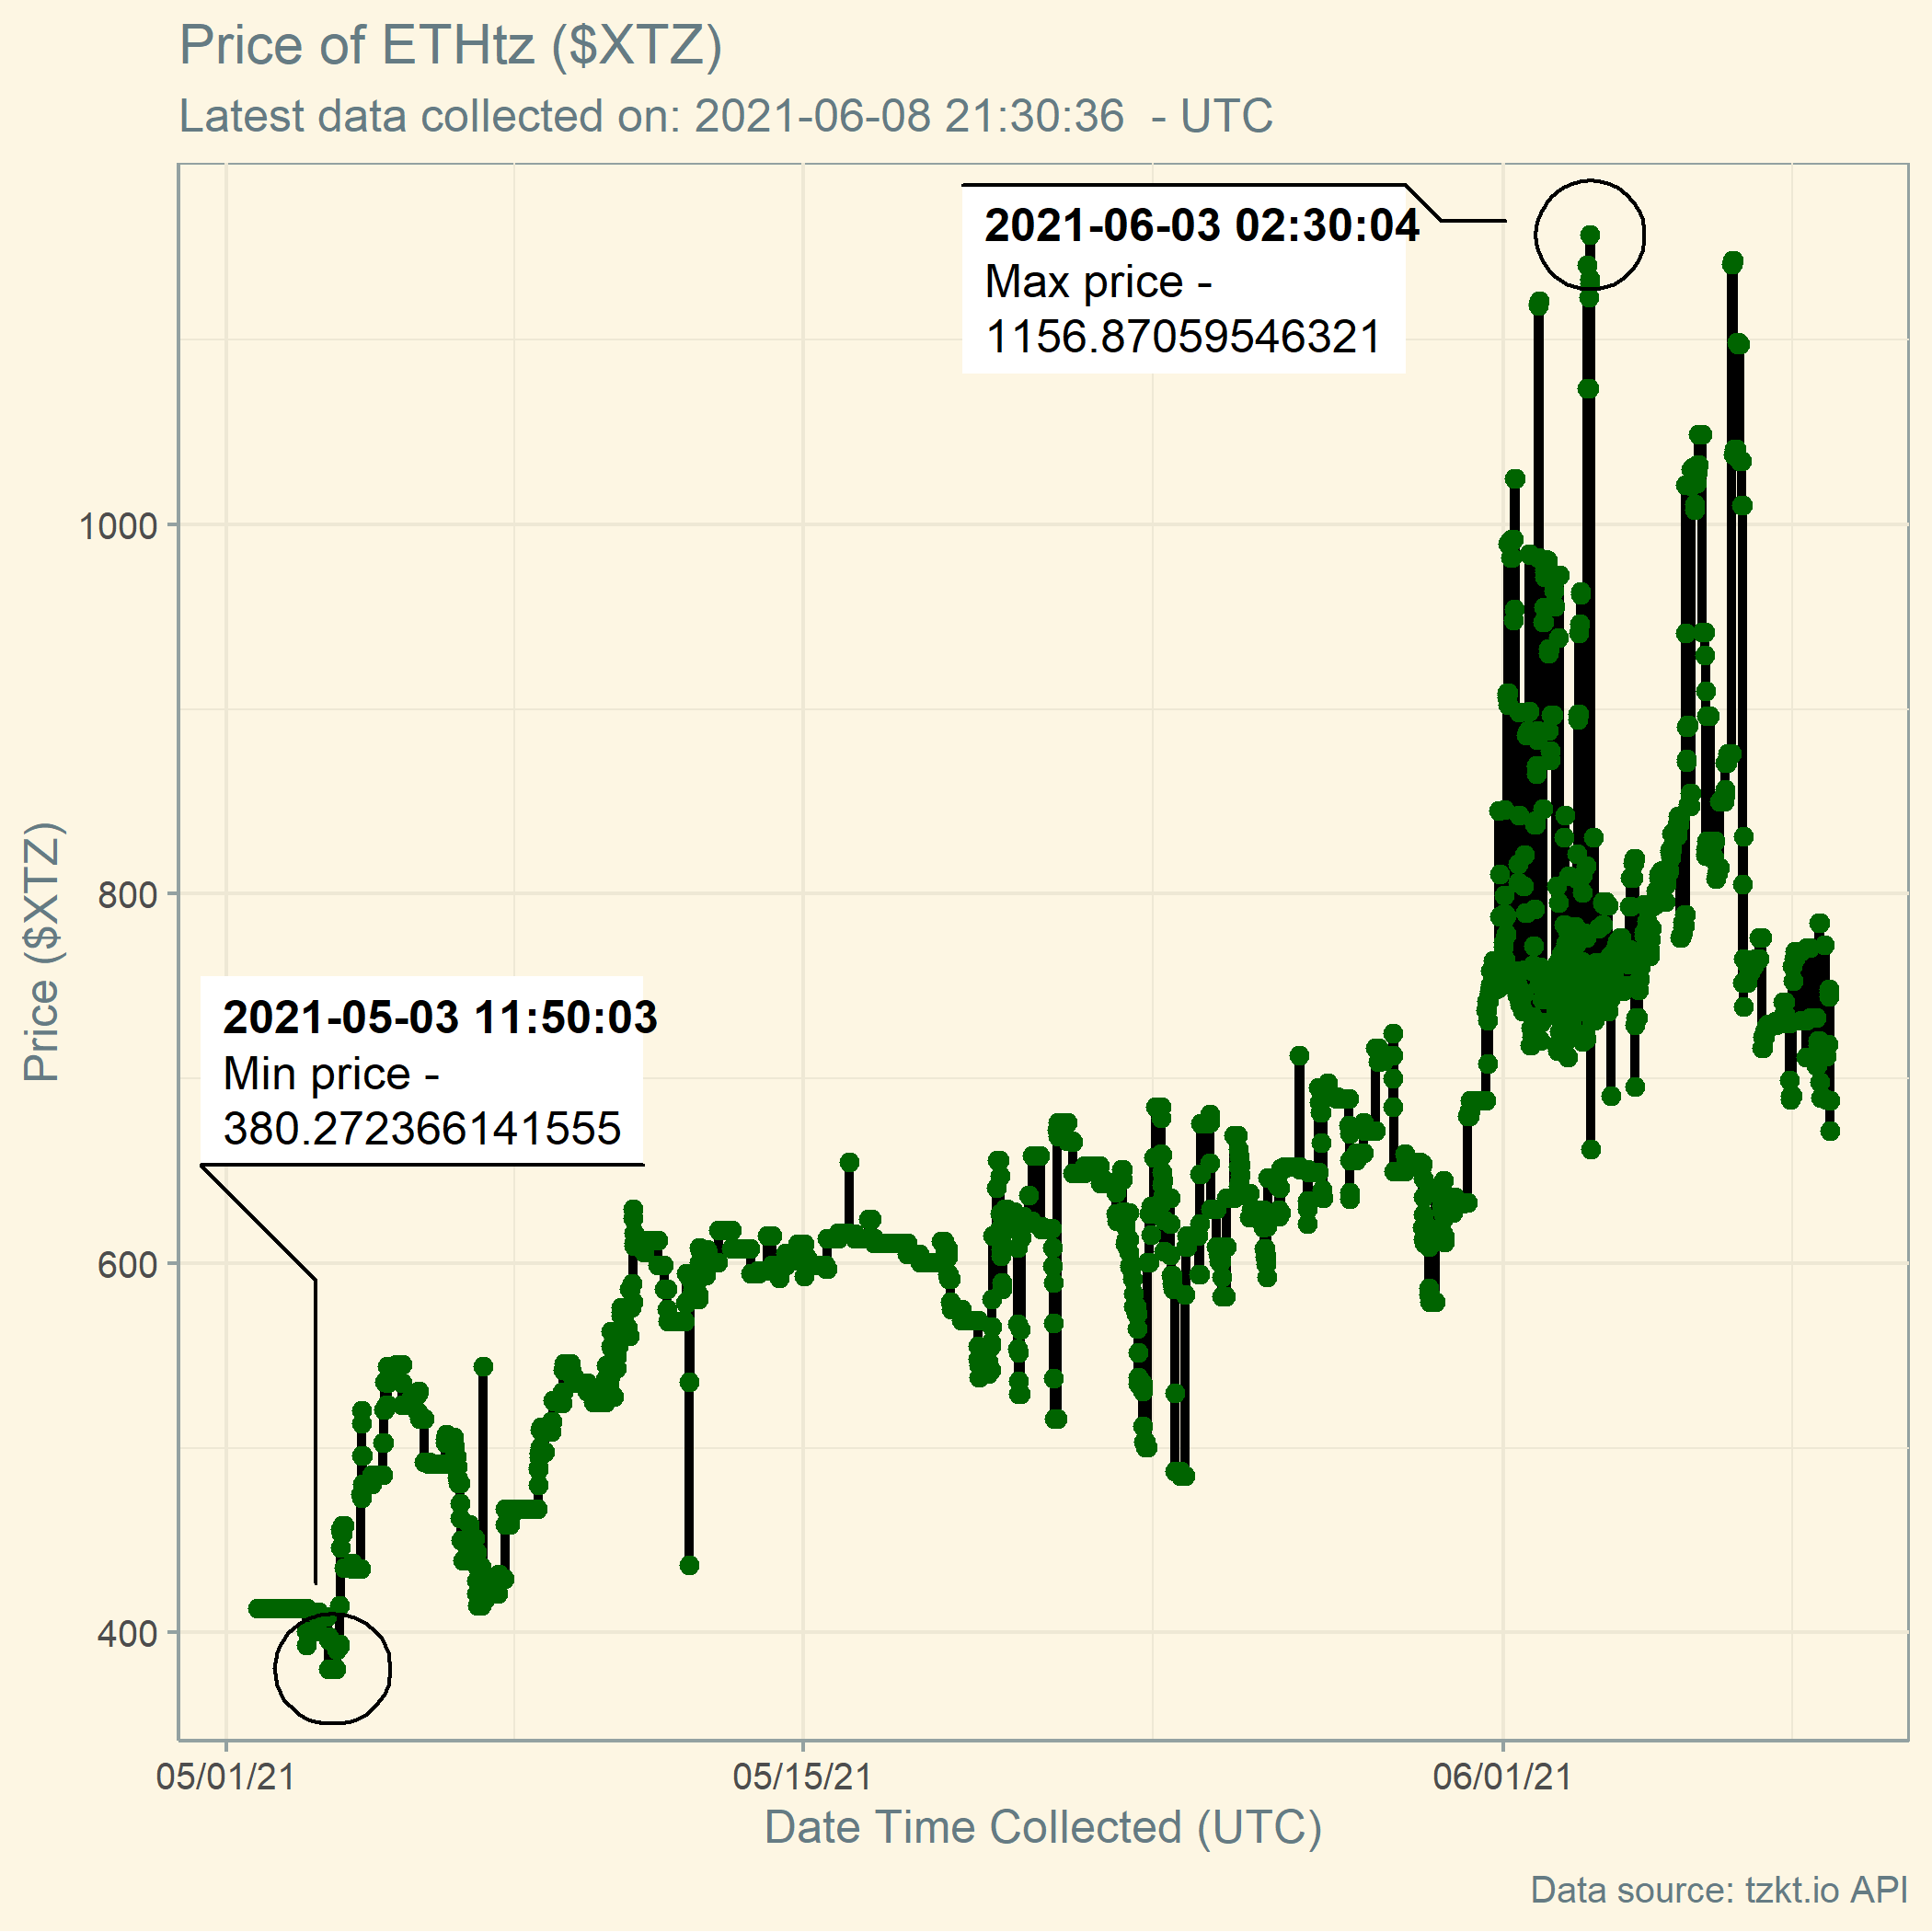 Price of ETHtz ($XTZ)
Latest data collected on: 2021-06-08 21:30:36  - UTC
2021-06-03 02:30:04
Max price -
1156.87059546321
1000
800
Price ($XTZ)
2021-05-03 11:50:03
Min price -
380.272366141555
600
400
05/01/21
05/15/21
06/01/21
Date Time Collected (UTC)
Data source: tzkt.io API